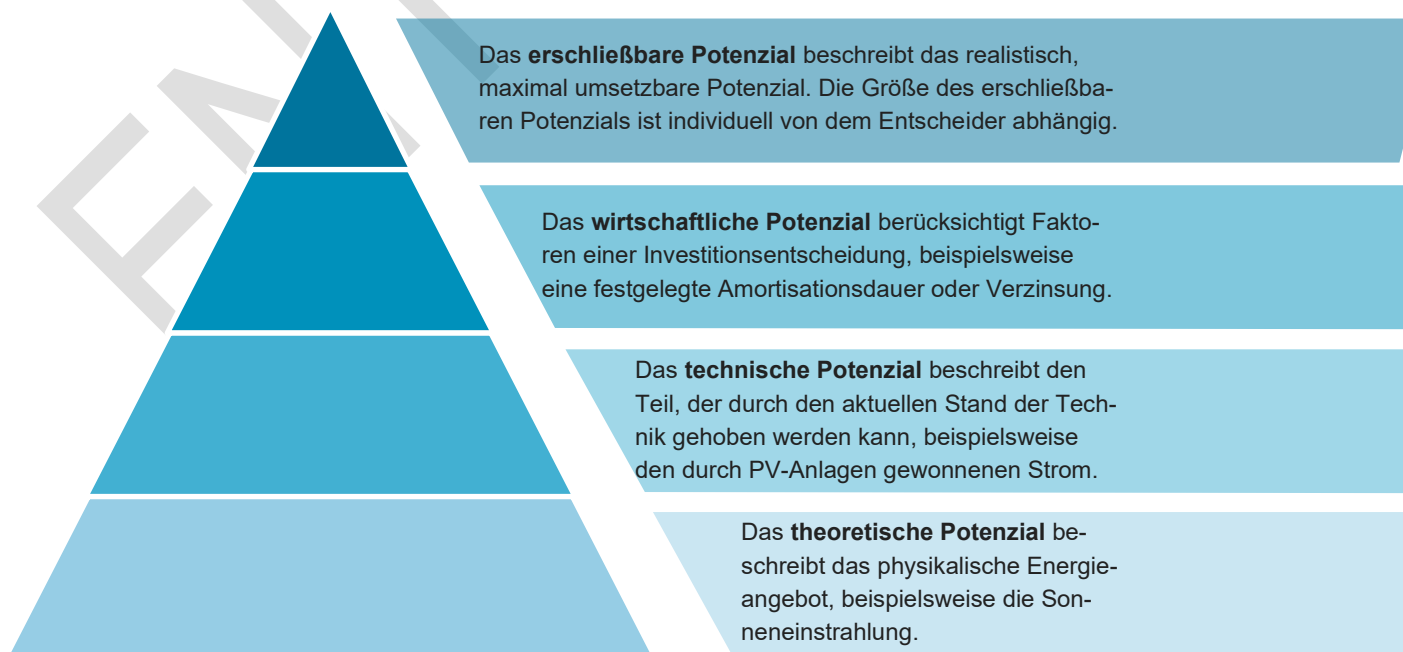 Das erschließbare Potenzial beschreibt das realistisch,
maximal umsetzbare Potenzial. Die Größe des erschließba-
ren Potenzials ist individuell von dem Entscheider abhängig.
Das wirtschaftliche Potenzial berücksichtigt Fakto-
ren einer Investitionsentscheidung, beispielsweise
eine festgelegte Amortisationsdauer oder Verzinsung.
Das technische Potenzial beschreibt den
Teil, der durch den aktuellen Stand der Tech-
nik gehoben werden kann, beispielsweise
den durch PV-Anlagen gewonnenen Strom.
Das theoretische Potenzial be-
schreibt das physikalische Energie-
angebot, beispielsweise die Son-
neneinstrahlung.